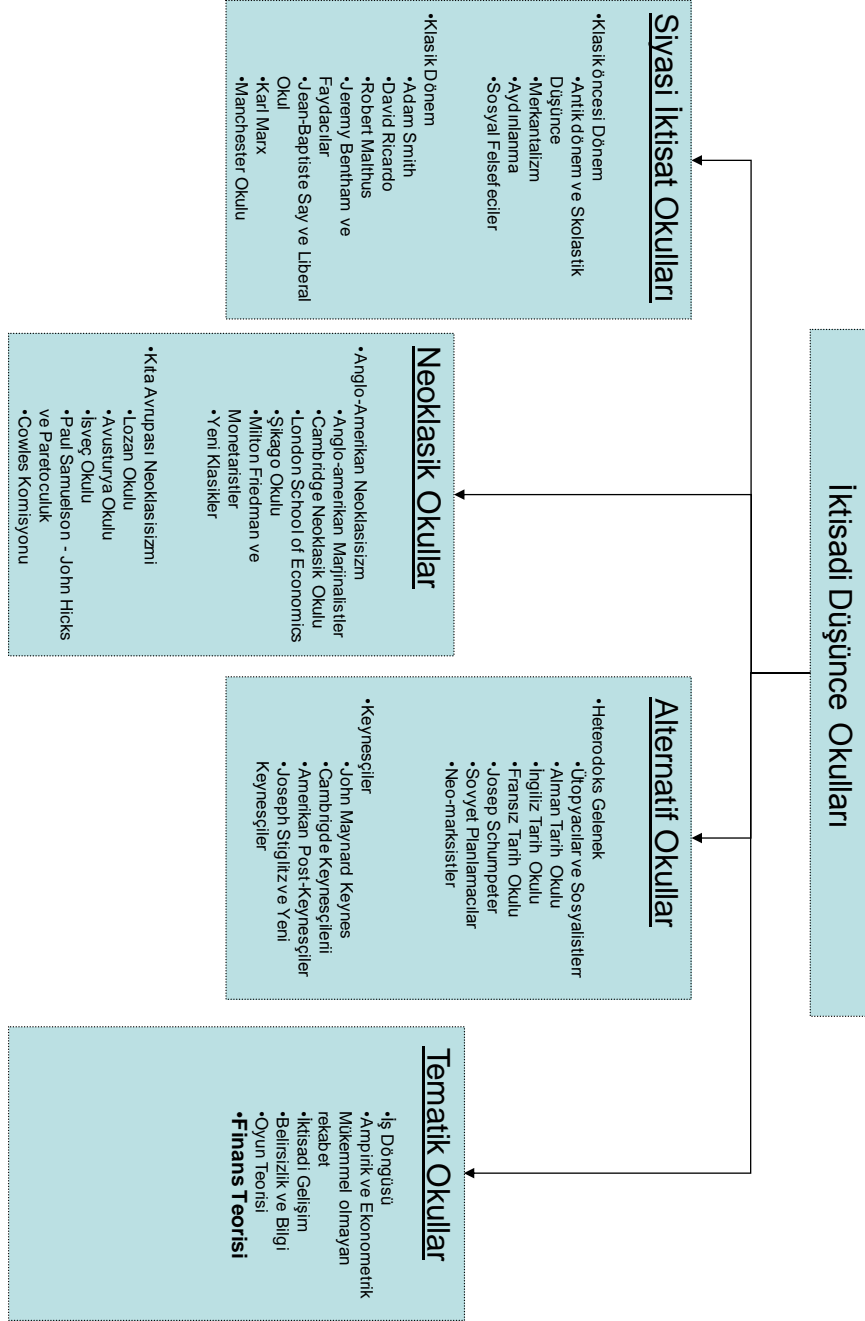 İktisadi Düşünce Okulları
Siyasi İktisat Okulları
•Klasik öncesi Dönem
•Antik dönem ve Skolastik
Düşünce
•Merkantalizm
•Aydınlanma
•Sosyal Felsefeciler
•Klasik Dönem
•Adam Smith
•David Ricardo
•Robert Malthus
•Jeremy Bentham ve
Faydacılar
•Jean-Baptiste Say ve Liberal
Okul
•Karl Marx
•Manchester Okulu
Neoklasik Okullar
•Anglo-Amerikan Neoklasisizm
•Anglo-amerikan Marjinalistler
•Cambridge Neoklasik Okulu
•London School of Economics
•Şikago Okulu
•Milton Friedman ve
Monetaristler
•Yeni Klasikler
•Kıta Avrupası Neoklasisizmi
•Lozan Okulu
•Avusturya Okulu
•İsveç Okulu
•Paul Samuelson - John Hicks
ve Paretoculuk
•Cowles Komisyonu
Alternatif Okullar
•Heterodoks Gelenek
•Ütopyacılar ve Sosyalistlerr
•Alman Tarih Okulu
•İngiliz Tarih Okulu
•Fransız Tarih Okulu
•Josep Schumpeter
•Sovyet Planlamacılar
•Neo-marksistler
•Keynesçiler
•John Maynard Keynes
•Cambrigde Keynesçilerii
•Amerikan Post-Keynesçiler
•Joseph Stiglitz ve Yeni
Keynesçiler
Tematik Okullar
•İş Döngüsü
•Ampirik ve Ekonometrik
Mükemmel olmayan
rekabet
•İktisadi Gelişim
•Belirsizlik ve Bilgi
•Oyun Teorisi
•Finans Teorisi